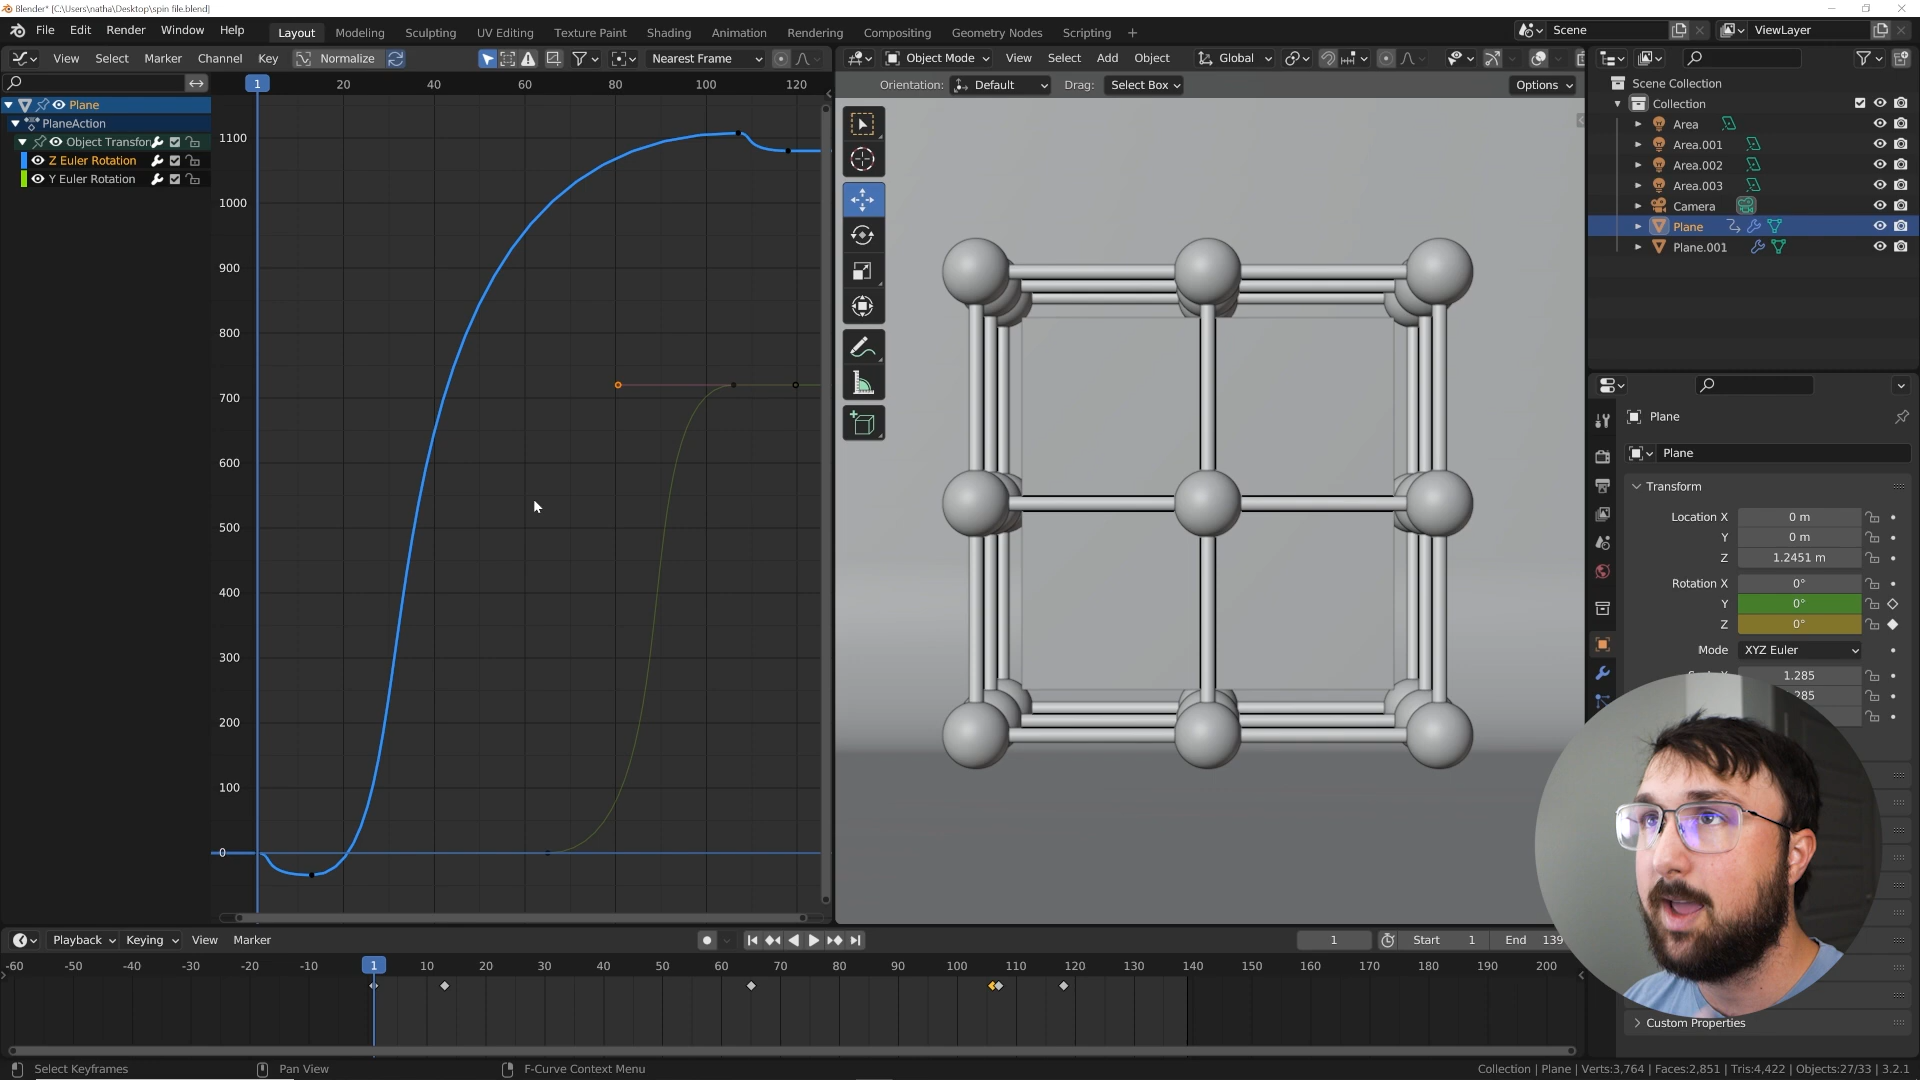 Blender* [C:\Users\natha\Desktop\spin file.blend]
File Edit Render Window Help Layout Modeling Sculpting UV Editing Texture Paint Shading Animation Rendering Compositing Geometry Nodes Scripting + Scene ViewLayer
View Select Marker Channel Key Normalize Nearest Frame Object Mode View Select Add Object Global
Orientation: Default Drag: Select Box Options
1 20 40 60 80 100 120
Plane
PlaneAction
Object Transfor
Z Euler Rotation
Y Euler Rotation
1100
1000
900
800
700
600
500
400
300
200
100
0
Scene Collection
Collection
Area
Area.001
Area.002
Area.003
Camera
Plane
Plane.001
Plane
Plane
Transform
Location X 0 m
Y 0 m
Z 1.2451 m
Rotation X 0°
Y 0°
Z 0°
Mode XYZ Euler
1.285
Custom Properties
Playback Keying View Marker 1 Start 1 End 139
-60 -50 -40 -30 -20 -10 1 10 20 30 40 50 60 70 80 90 100 110 120 130 140 150 160 170 180 190 200
Select Keyframes Pan View F-Curve Context Menu Collection | Plane | Verts:3,764 | Faces:2,851 | Tris:4,422 | Objects:27/33 | 3.2.1